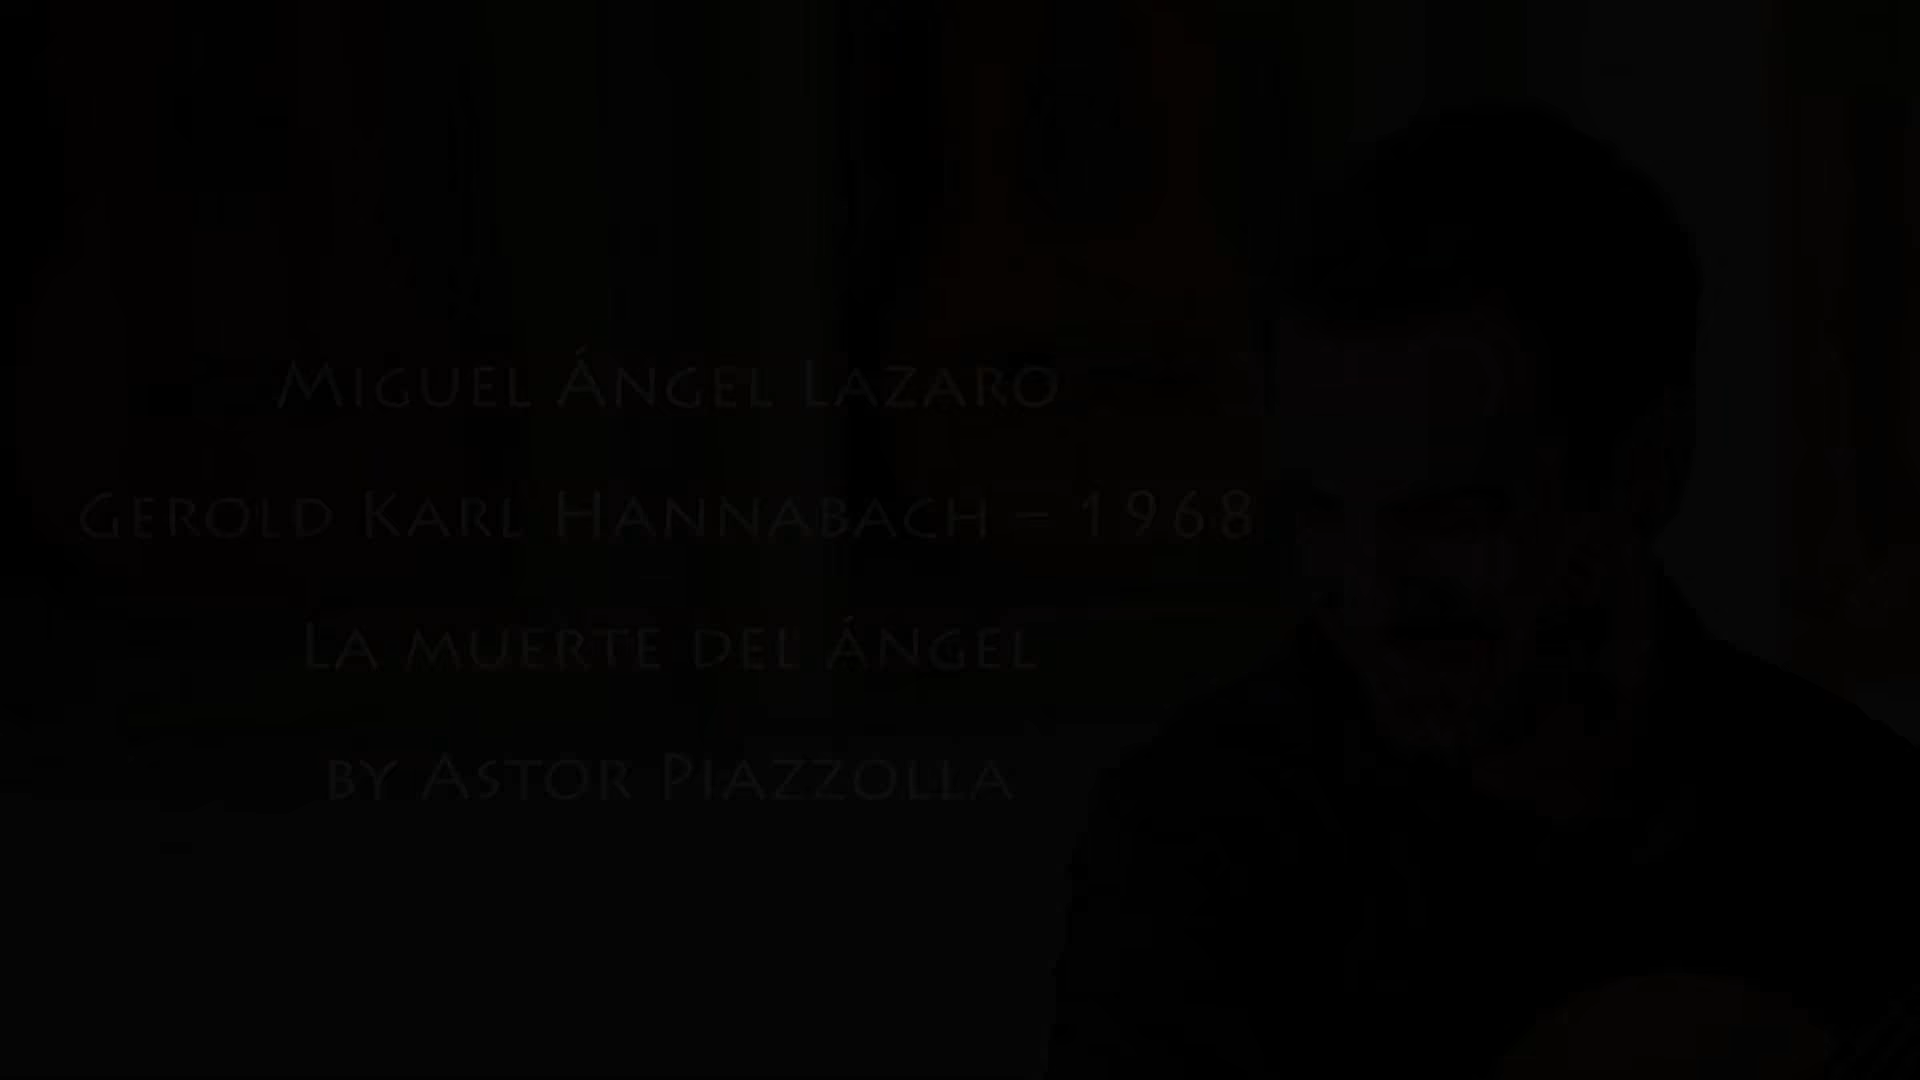 Miguel Ángel Lazaro
Gerold Karl Hannabach – 1968
La muerte del ángel
by Astor Piazzolla